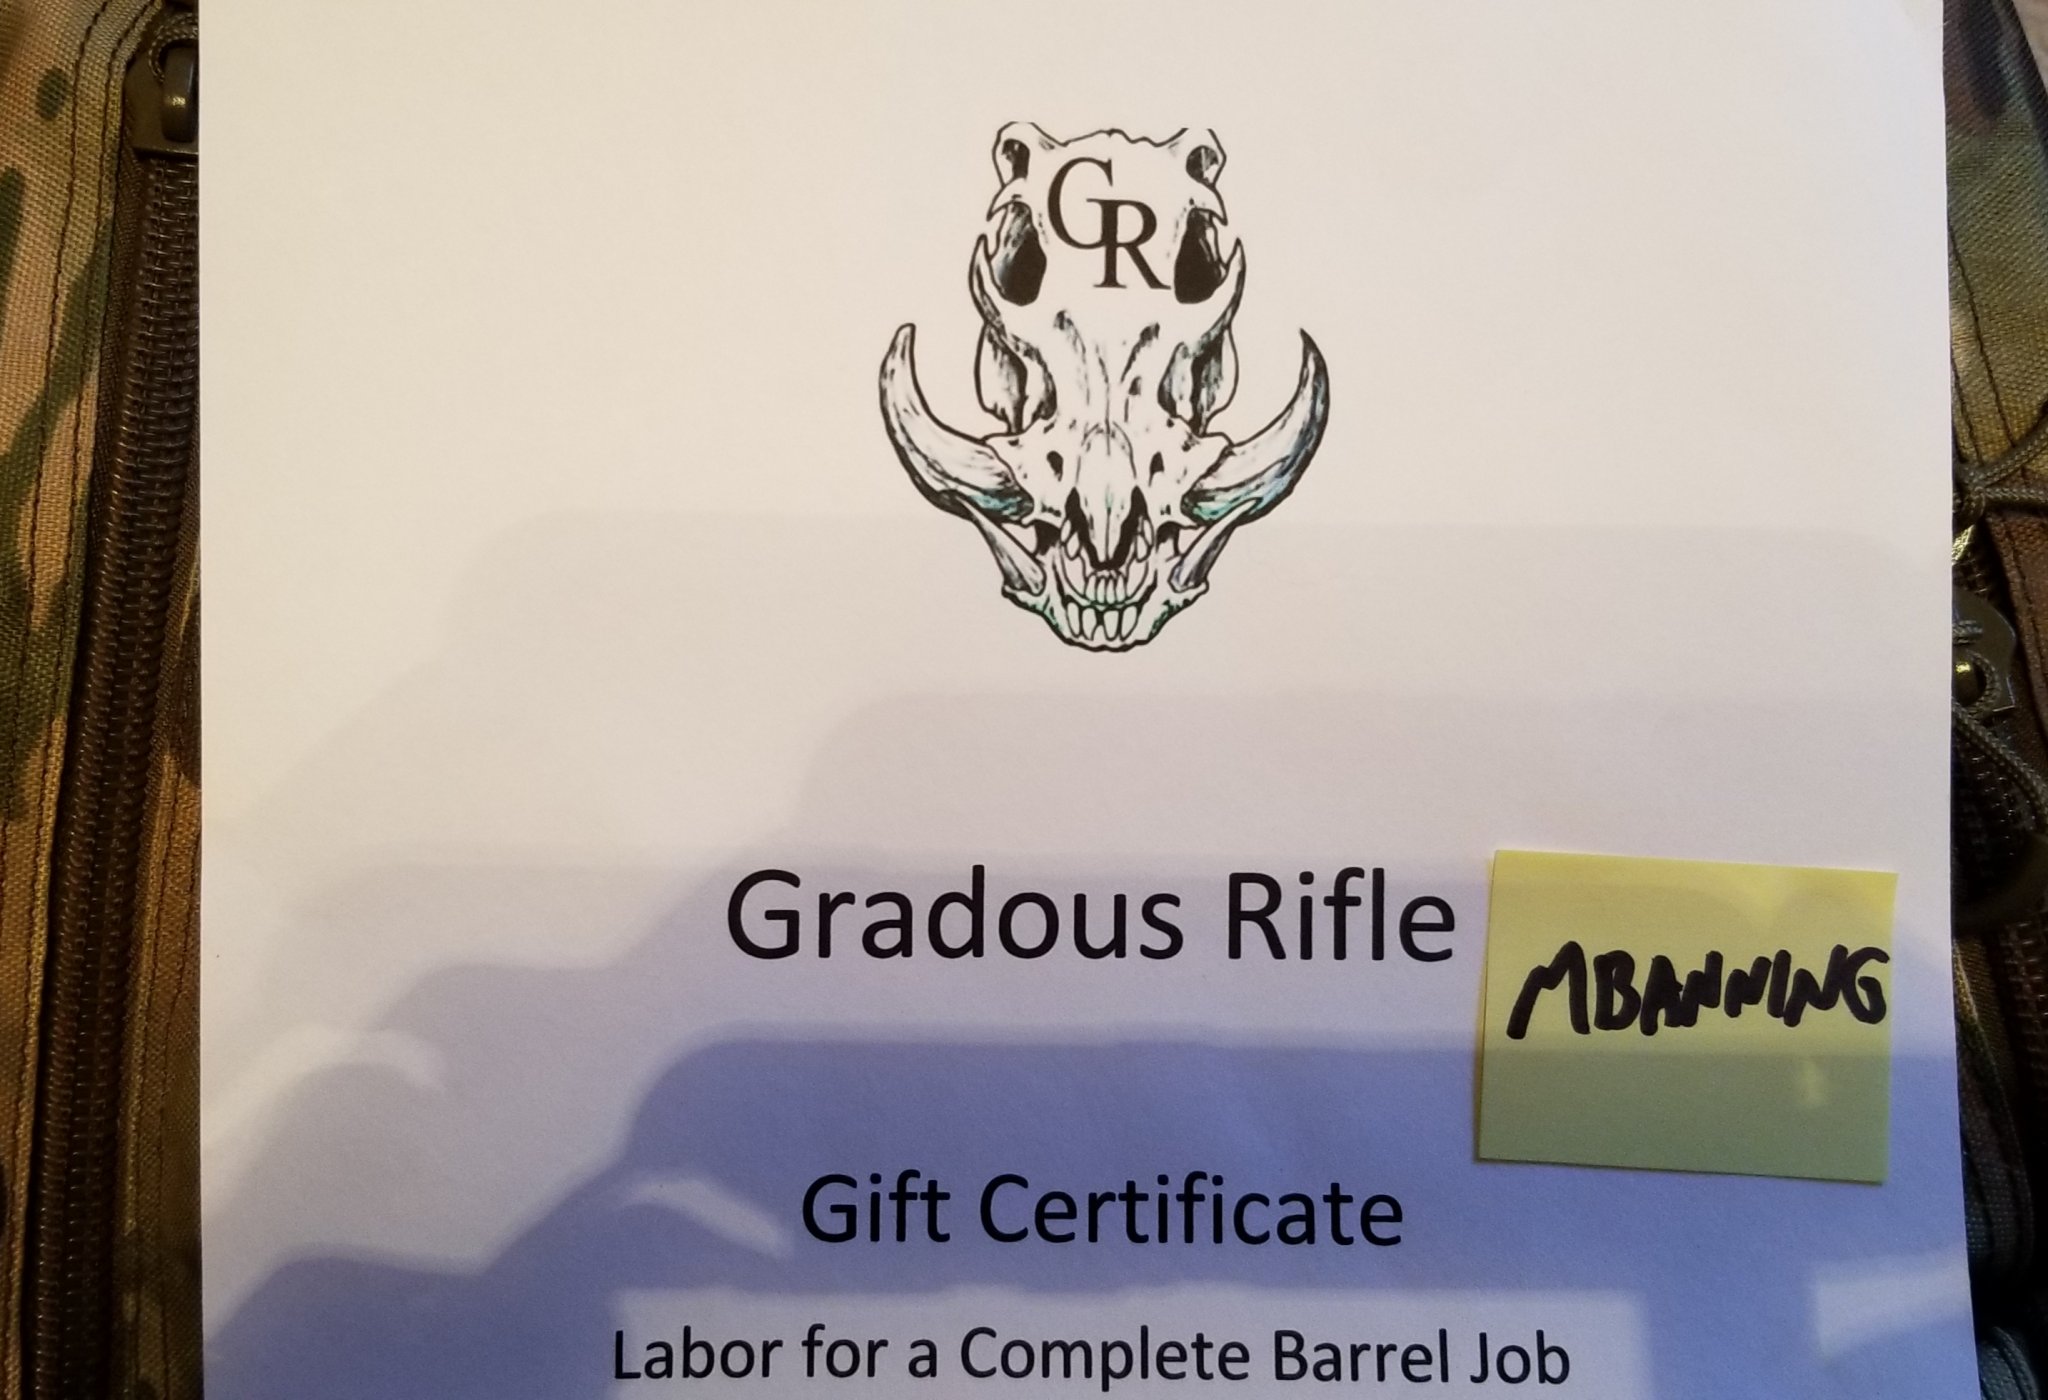 GR
Gradous Rifle
MBANNING
Gift Certificate
Labor for a Complete Barrel Job